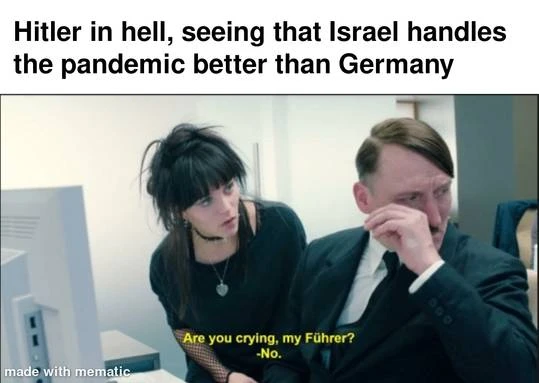 Hitler in hell, seeing that Israel handles
the pandemic better than Germany
Are you crying, my Führer?
-No.
made with mematic